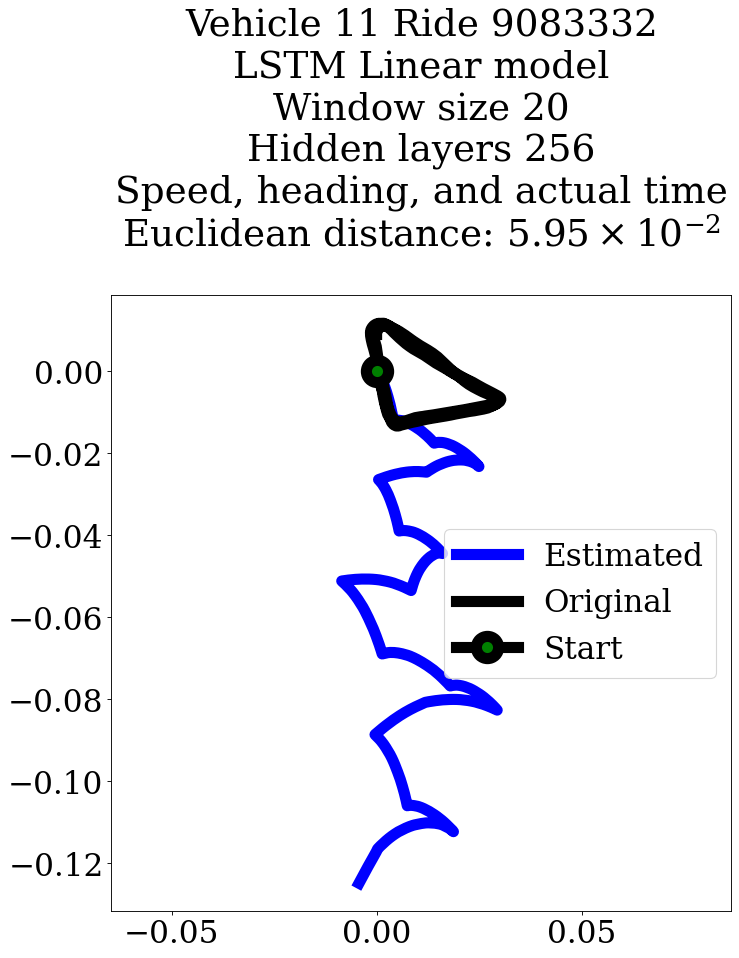 Vehicle 11 Ride 9083332
LSTM Linear model
Window size 20
Hidden layers 256
Speed, heading, and actual time
Euclidean distance: 5.95 × 10⁻²
0.00
−0.02
−0.04
−0.06
−0.08
−0.10
−0.12
Estimated
Original
Start
−0.05 0.00 0.05